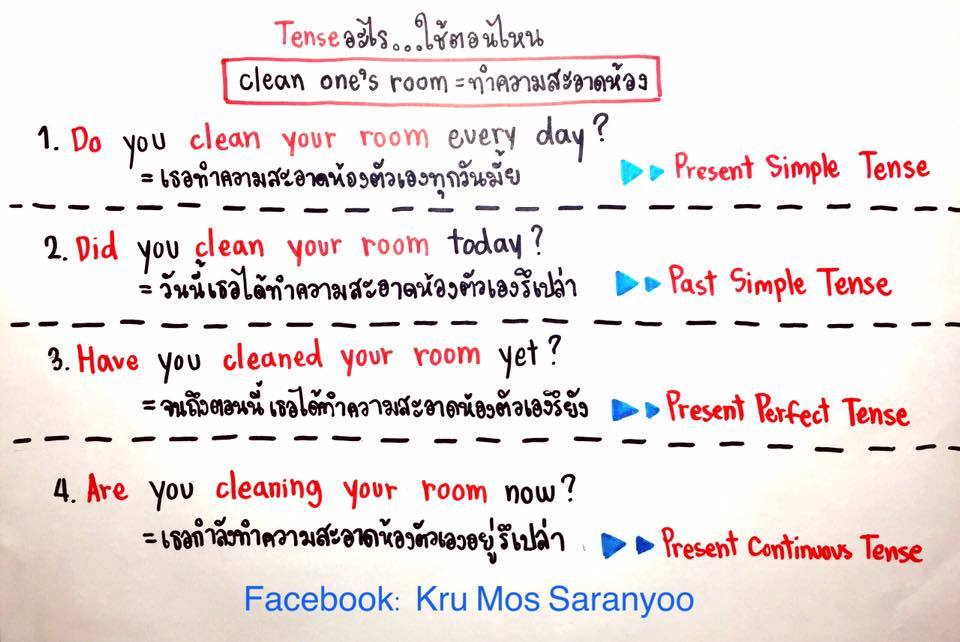 Tenseอะไร...ใช้ตอนไหน
clean one's room = ทำความสะอาดห้อง
1. Do you clean your room every day?
= เธอทำความสะอาดห้องตัวเองทุกวันมั้ย
Present Simple Tense
2. Did you clean your room today?
= วันนี้เธอได้ทำความสะอาดห้องตัวเองรึเปล่า
Past Simple Tense
3. Have you cleaned your room yet?
= จนถึงตอนนี้ เธอได้ทำความสะอาดห้องตัวเองรึยัง
Present Perfect Tense
4. Are you cleaning your room now?
= เธอกำลังทำความสะอาดห้องตัวเองอยู่รึเปล่า
Present Continuous Tense
Facebook: Kru Mos Saranyoo